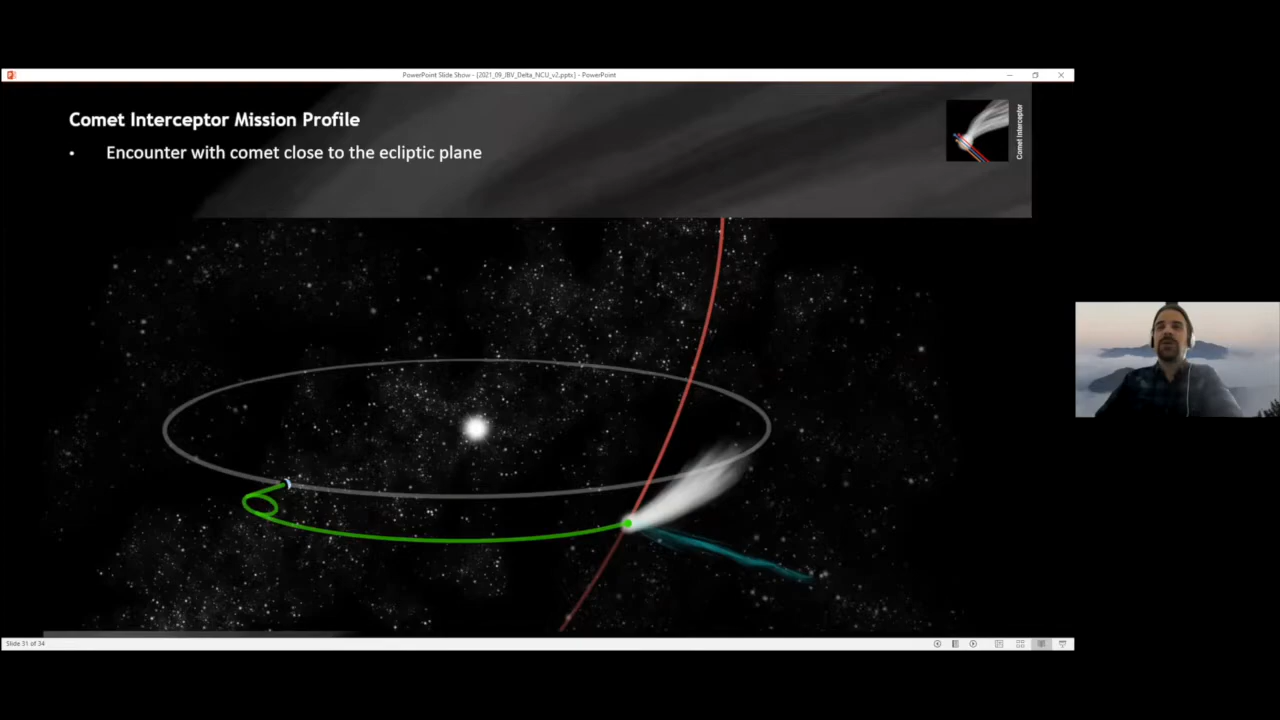 PowerPoint Slide Show - [2021_09_JBV_Delta_NCU_v2.pptx] - PowerPoint
Comet Interceptor Mission Profile
• Encounter with comet close to the ecliptic plane
Comet Interceptor
Slide 31 of 34